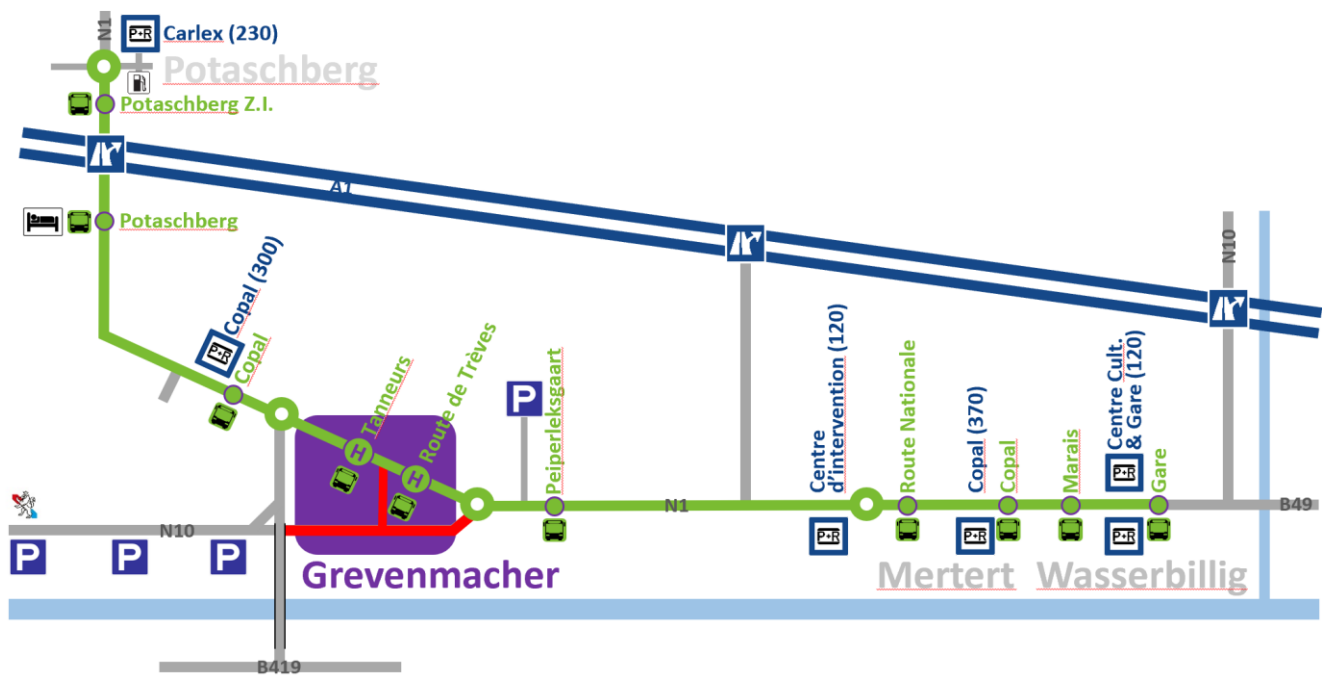 N1
P+R
Carlex (230)
Potaschberg
Potaschberg Z.I.
A1
Potaschberg
N10
Copal (300)
P+R
Copal
Tanneurs
H
Route de Trèves
H
P
Peiperleksgaart
N1
Centre
d'intervention (120)
P+R
Route Nationale
Copal (370)
P+R
Copal
Marais
Centre Cult.
& Gare (120)
P+R
P+R
Gare
B49
N10
P
P
P
Grevenmacher
Mertert
Wasserbillig
B419